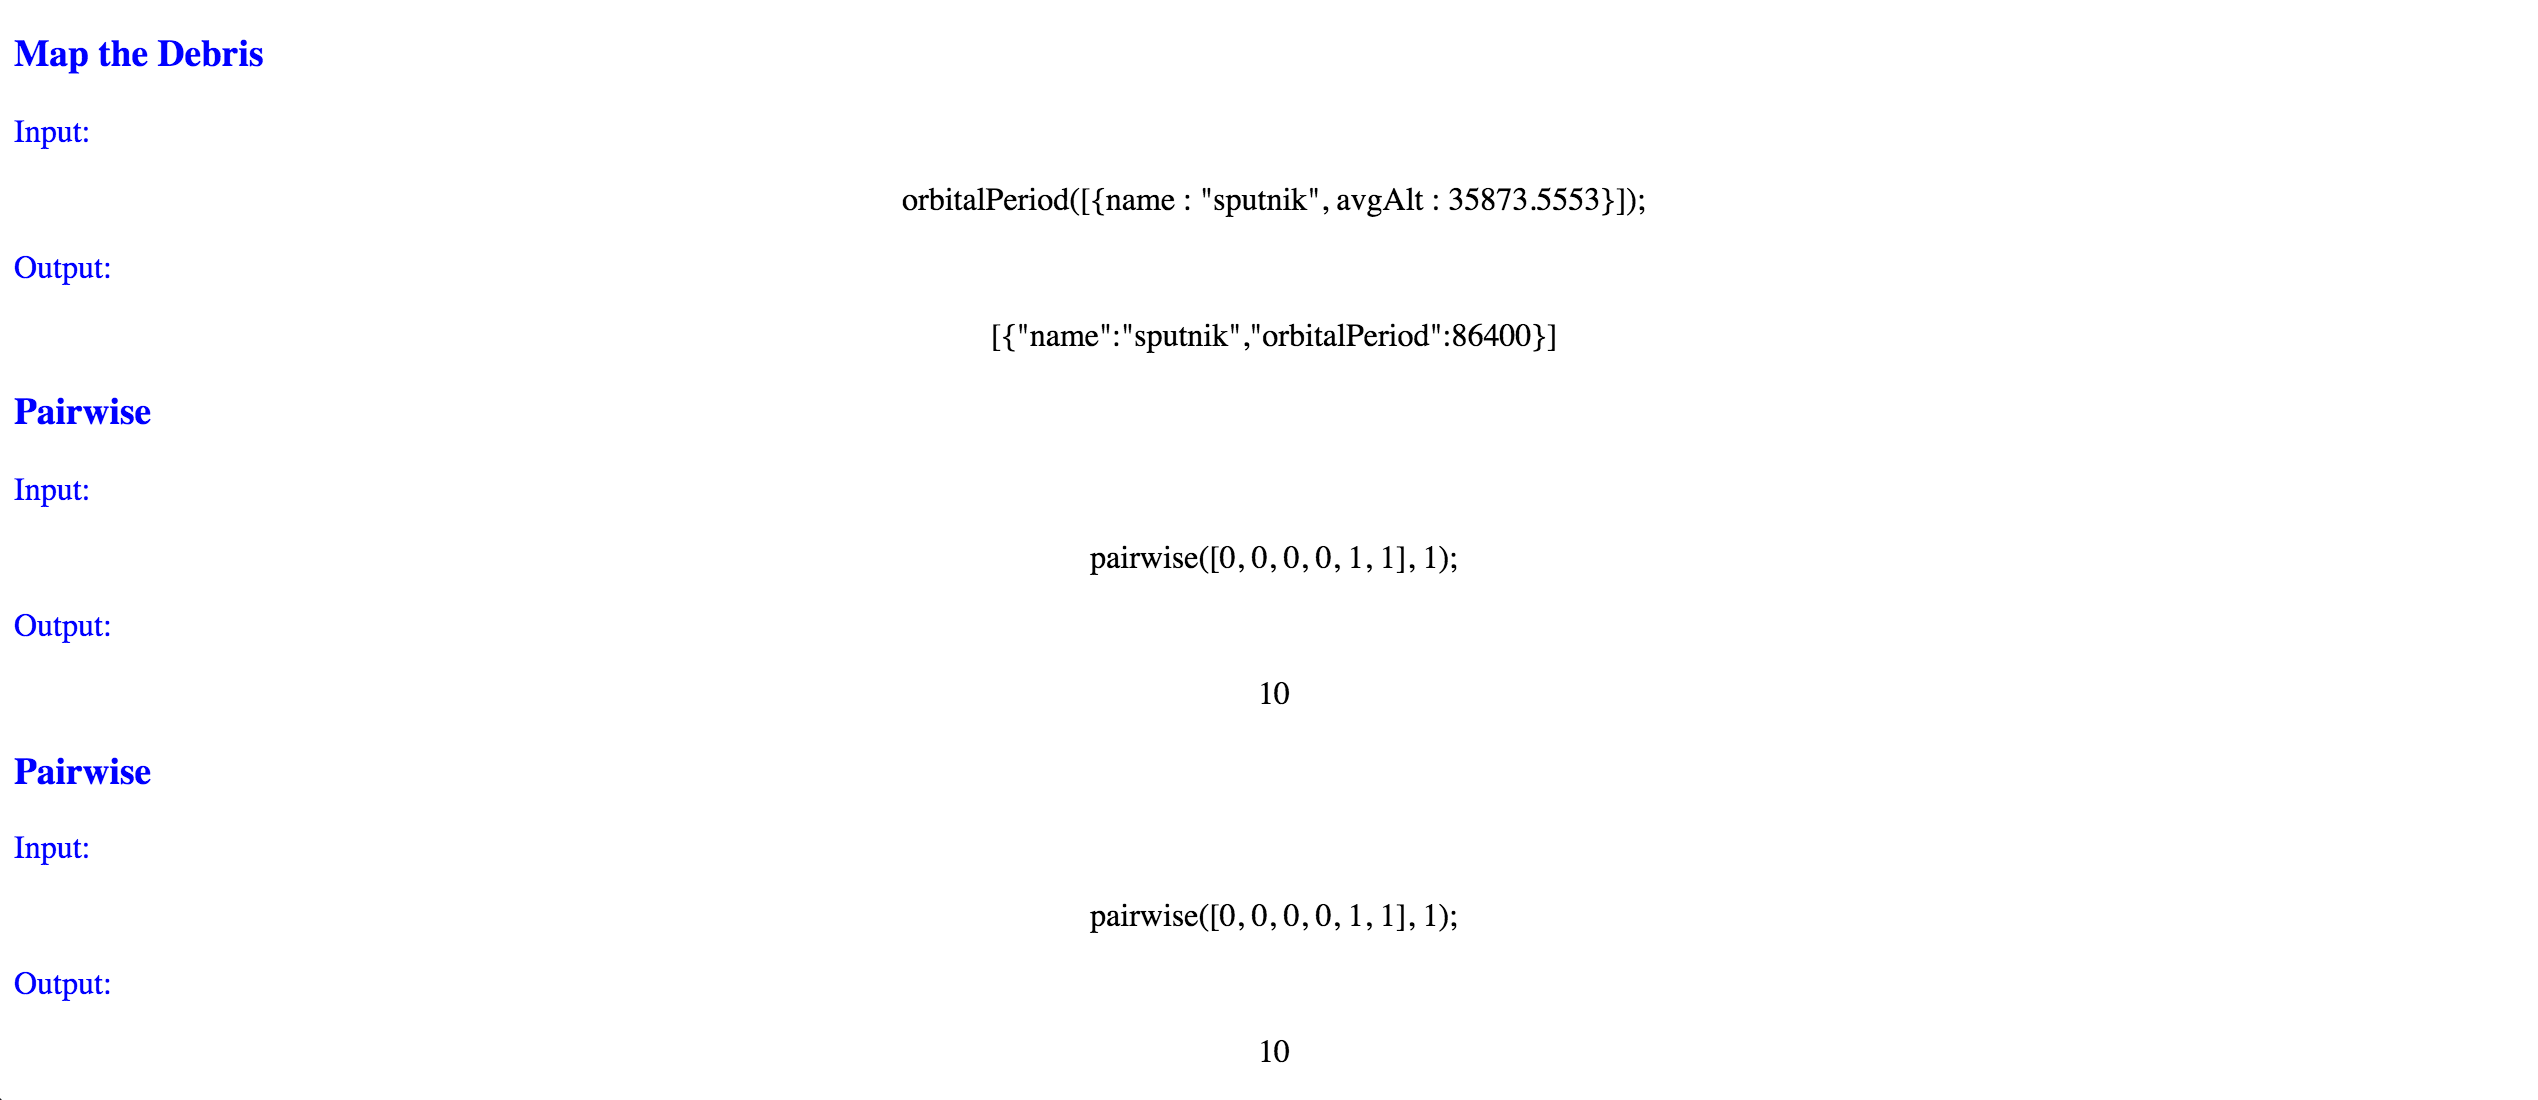 Map the Debris
Input:
orbitalPeriod([{name : "sputnik", avgAlt : 35873.5553}]);
Output:
[{"name":"sputnik","orbitalPeriod":86400}]
Pairwise
Input:
pairwise([0, 0, 0, 0, 1, 1], 1);
Output:
10
Pairwise
Input:
pairwise([0, 0, 0, 0, 1, 1], 1);
Output:
10